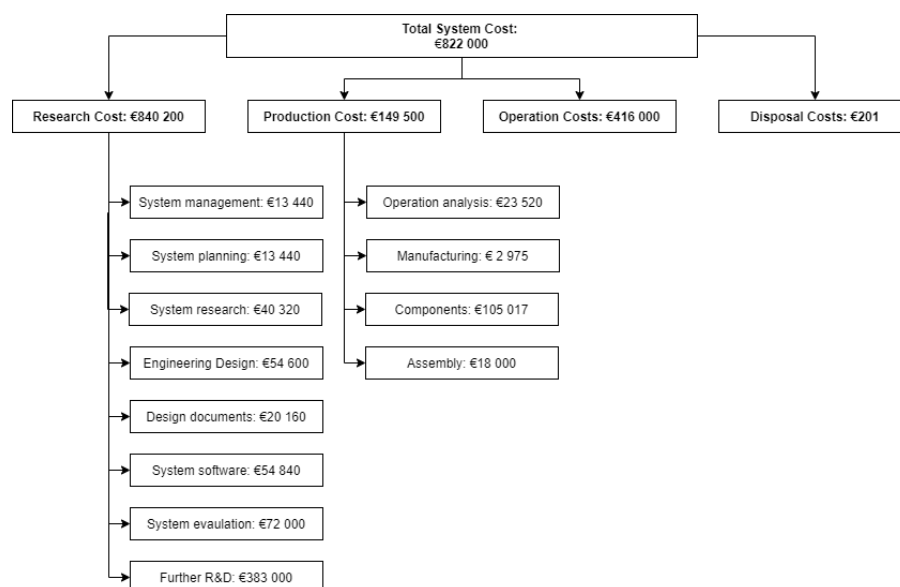 Total System Cost:
€822 000
Research Cost: €840 200
Production Cost: €149 500
Operation Costs: €416 000
Disposal Costs: €201
System management: €13 440
System planning: €13 440
System research: €40 320
Engineering Design: €54 600
Design documents: €20 160
System software: €54 840
System evaulation: €72 000
Further R&D: €383 000
Operation analysis: €23 520
Manufacturing: € 2 975
Components: €105 017
Assembly: €18 000